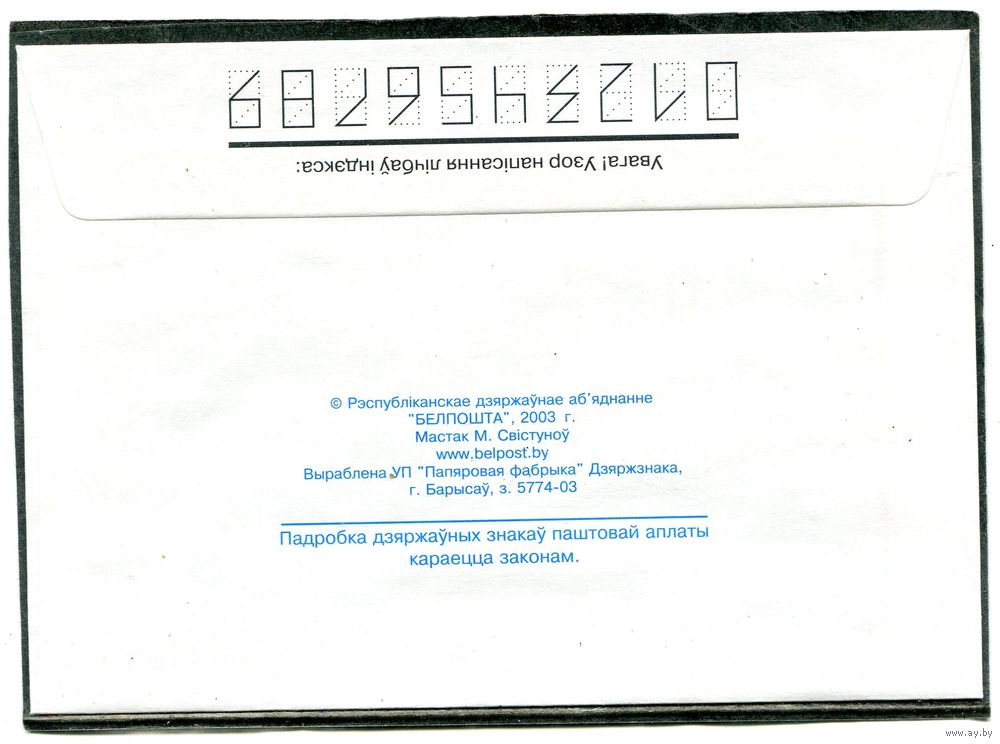 Увага! Узор напісання лічбаў індэкса:
0123456789
© Рэспубліканскае дзяржаўнае аб'яднанне
"БЕЛПОШТА", 2003 г.
Мастак М. Свістуноў
www.belpost.by
Выраблена УП "Папяровая фабрыка" Дзяржзнака,
г. Барысаў, з. 5774-03
Падробка дзяржаўных знакаў паштовай аплаты
караецца законам.
www.ay.by